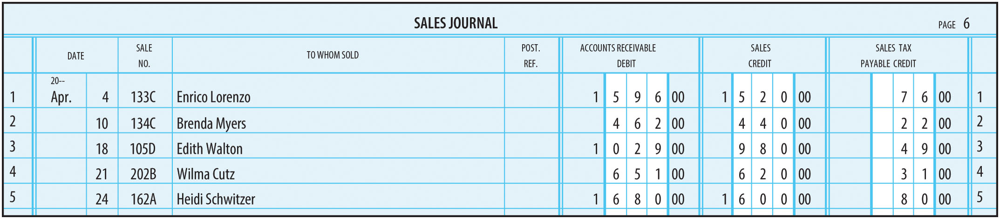 SALES JOURNAL PAGE 6
DATE SALE NO. TO WHOM SOLD POST. REF. ACCOUNTS RECEIVABLE DEBIT SALES CREDIT SALES TAX PAYABLE CREDIT
20--
1 Apr. 4 133C Enrico Lorenzo 1 5 9 6 00 1 5 2 0 00 7 6 00 1
2 10 134C Brenda Myers 4 6 2 00 4 4 0 00 2 2 00 2
3 18 105D Edith Walton 1 0 2 9 00 9 8 0 00 4 9 00 3
4 21 202B Wilma Cutz 6 5 1 00 6 2 0 00 3 1 00 4
5 24 162A Heidi Schwitzer 1 6 8 0 00 1 6 0 0 00 8 0 00 5